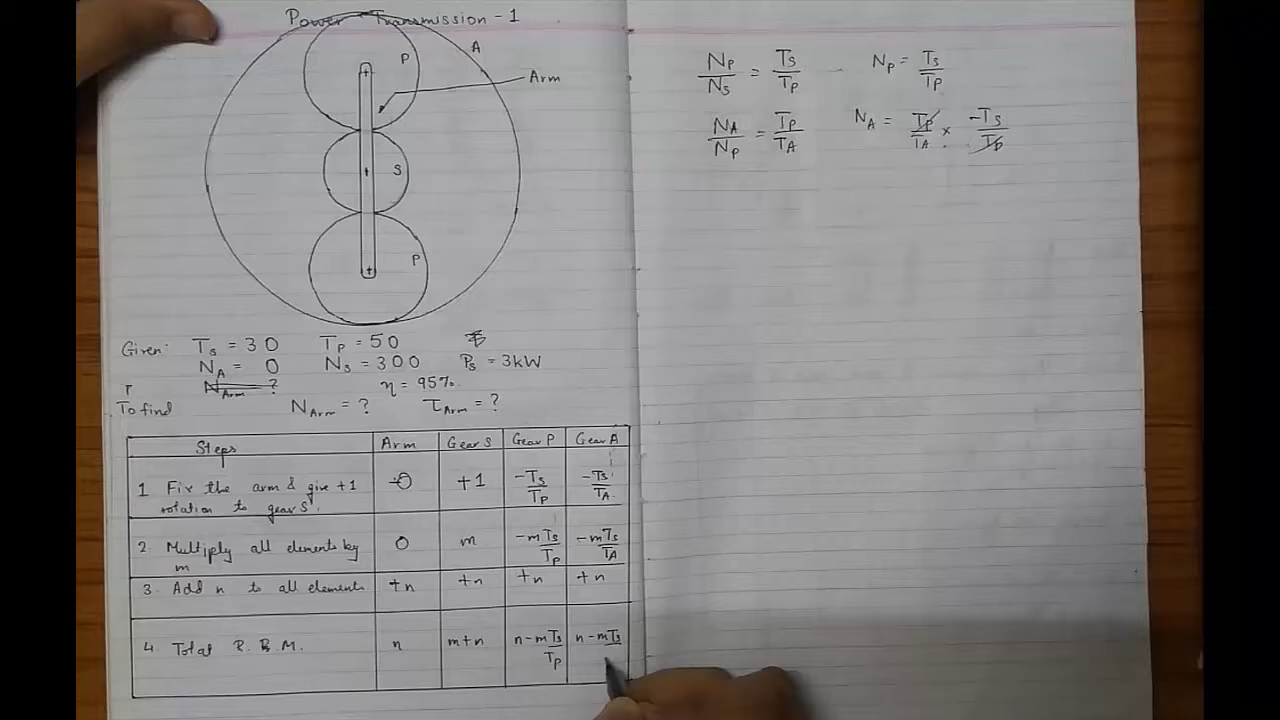 Power Transmission - 1
P
A
Arm
S
P
Given: Ts = 30 TP = 50
NA = 0 Ns = 300 Ps = 3kW
NArm = ? η = 95%
To find NArm = ? τArm = ?
Steps Arm Gear S Gear P Gear A
1 Fix the arm & give +1 rotation to gear S. 0 +1 -Ts/TP -Ts/TA
2. Multiply all elements by m 0 m -mTs/TP -mTs/TA
3. Add n to all elements +n +n +n +n
4. Total R.B.M. n m+n n-mTs/TP n-mTs
NP/NS = TS/TP NP = TS/TP
NA/NP = TP/TA NA = TP/TA × -TS/TP